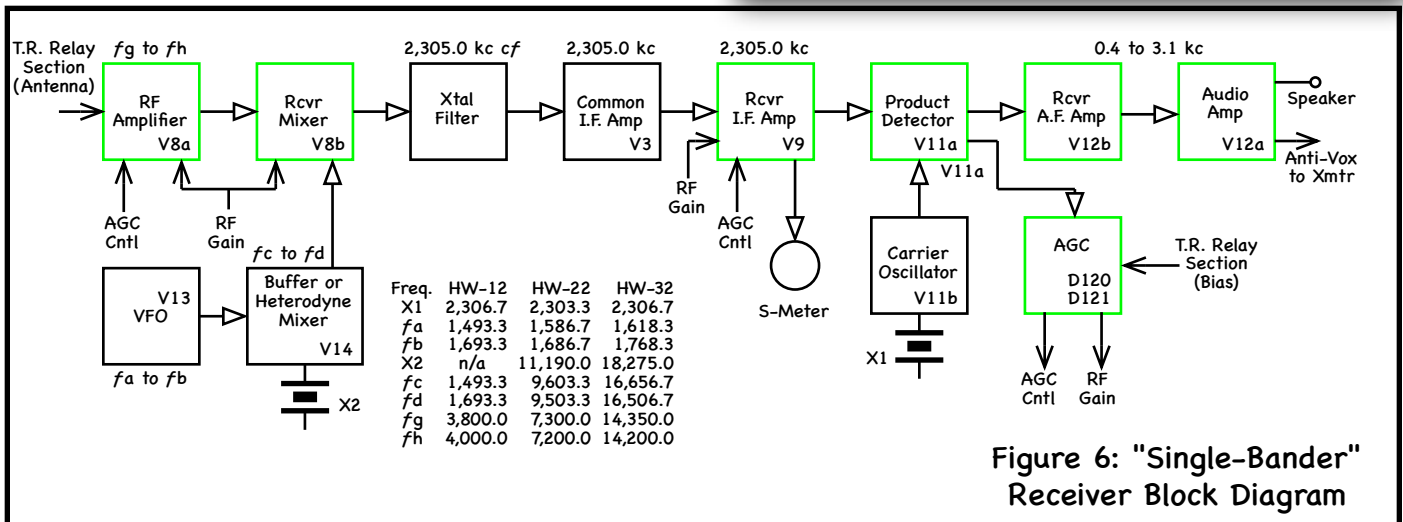 T.R. Relay
Section
(Antenna)
fg to fh
RF
Amplifier
V8a
AGC
Cntl
RF
Gain
Rcvr
Mixer
V8b
2,305.0 kc cf
Xtal
Filter
2,305.0 kc
Common
I.F. Amp
V3
2,305.0 kc
Rcvr
I.F. Amp
V9
RF
Gain
AGC
Cntl
S-Meter
Product
Detector
V11a
V11a
0.4 to 3.1 kc
Rcvr
A.F. Amp
V12b
Audio
Amp
V12a
Speaker
Anti-Vox
to Xmtr
Carrier
Oscillator
V11b
X1
AGC
D120
D121
T.R. Relay
Section
(Bias)
AGC
Cntl
RF
Gain
V13
VFO
fa to fb
fc to fd
Buffer or
Heterodyne
Mixer
V14
X2
Freq. HW-12 HW-22 HW-32
X1 2,306.7 2,303.3 2,306.7
fa 1,493.3 1,586.7 1,618.3
fb 1,693.3 1,686.7 1,768.3
X2 n/a 11,190.0 18,275.0
fc 1,493.3 9,603.3 16,656.7
fd 1,693.3 9,503.3 16,506.7
fg 3,800.0 7,300.0 14,350.0
fh 4,000.0 7,200.0 14,200.0
Figure 6: "Single-Bander"
Receiver Block Diagram